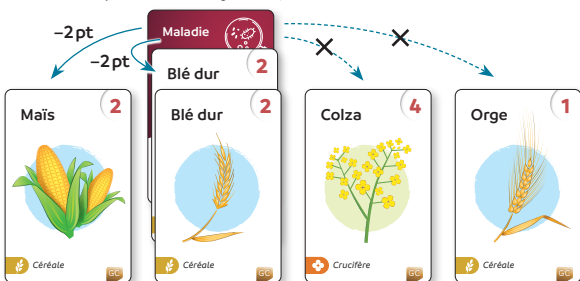 −2 pt
Maladie
−2 pt
Blé dur
2
Maïs
2
Blé dur
2
Colza
4
Orge
1
Céréale
GC
Céréale
GC
Crucifère
GC
Céréale
GC